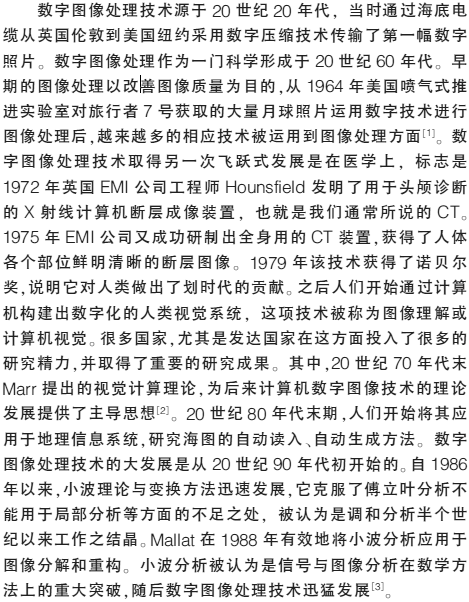 数字图像处理技术源于 20 世纪 20 年代，当时通过海底电
缆从英国伦敦到美国纽约采用数字压缩技术传输了第一幅数字
照片。数字图像处理作为一门科学形成于 20 世纪 60 年代。早
期的图像处理以改善图像质量为目的,从 1964 年美国喷气式推
进实验室对旅行者 7 号获取的大量月球照片运用数字技术进行
图像处理后,越来越多的相应技术被运用到图像处理方面[1]。数
字图像处理技术取得另一次飞跃式发展是在医学上，标志是
1972 年英国 EMI 公司工程师 Hounsfield 发明了用于头颅诊断
的 X 射线计算机断层成像装置，也就是我们通常所说的 CT。
1975 年 EMI 公司又成功研制出全身用的 CT 装置,获得了人体
各个部位鲜明清晰的断层图像。1979 年该技术获得了诺贝尔
奖,说明它对人类做出了划时代的贡献。之后人们开始通过计算
机构建出数字化的人类视觉系统，这项技术被称为图像理解或
计算机视觉。很多国家,尤其是发达国家在这方面投入了很多的
研究精力,并取得了重要的研究成果。其中,20 世纪 70 年代末
Marr 提出的视觉计算理论,为后来计算机数字图像技术的理论
发展提供了主导思想[2]。20 世纪 80 年代末期,人们开始将其应
用于地理信息系统,研究海图的自动读入、自动生成方法。数字
图像处理技术的大发展是从 20 世纪 90 年代初开始的。自 1986
年以来,小波理论与变换方法迅速发展,它克服了傅立叶分析不
能用于局部分析等方面的不足之处，被认为是调和分析半个世
纪以来工作之结晶。Mallat 在 1988 年有效地将小波分析应用于
图像分解和重构。小波分析被认为是信号与图像分析在数学方
法上的重大突破,随后数字图像处理技术迅猛发展[3]。